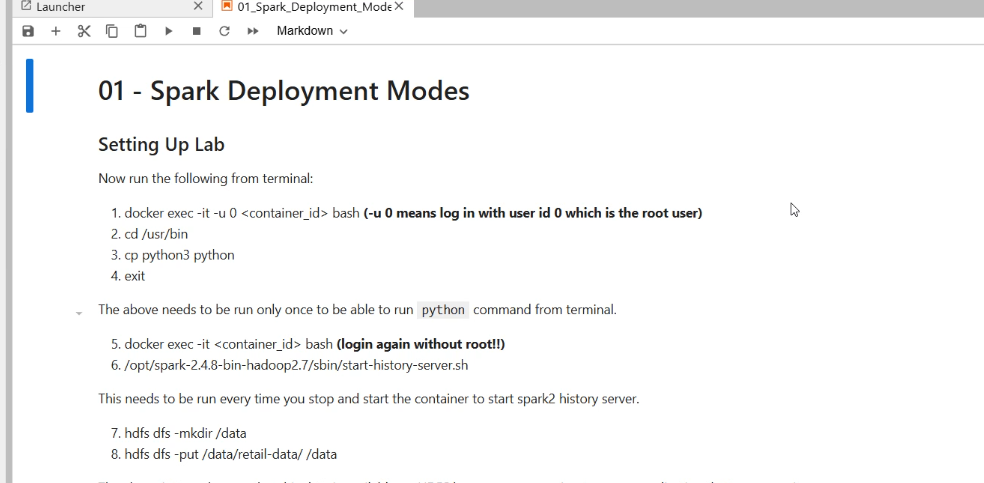 Launcher
01_Spark_Deployment_Mode
Markdown
01 - Spark Deployment Modes
Setting Up Lab
Now run the following from terminal:
1. docker exec -it -u 0 <container_id> bash (-u 0 means log in with user id 0 which is the root user)
2. cd /usr/bin
3. cp python3 python
4. exit
The above needs to be run only once to be able to run python command from terminal.
5. docker exec -it <container_id> bash (login again without root!!)
6. /opt/spark-2.4.8-bin-hadoop2.7/sbin/start-history-server.sh
This needs to be run every time you stop and start the container to start spark2 history server.
7. hdfs dfs -mkdir /data
8. hdfs dfs -put /data/retail-data/ /data